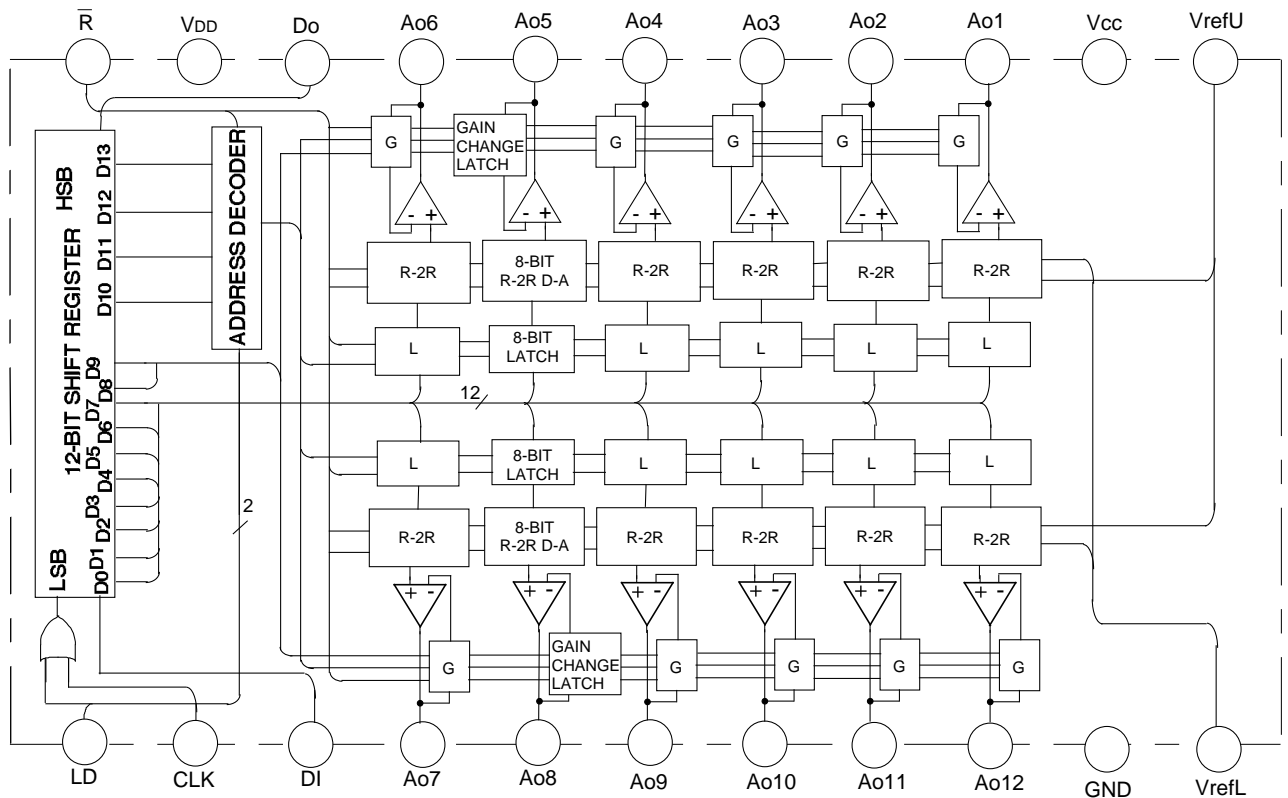 R VDD Do Ao6 Ao5 Ao4 Ao3 Ao2 Ao1 Vcc VrefU
12-BIT SHIFT REGISTER
HSB
LSB
D13
D12
D11
D10
D9
D8
D7
D6
D5
D4
D3
D2
D1
D0
ADDRESS DECODER
G
GAIN
CHANGE
LATCH
G G G G
- + - + - + - + - + - +
R-2R
8-BIT
R-2R D-A
R-2R R-2R R-2R R-2R
L
8-BIT
LATCH
L L L L
12
L
8-BIT
LATCH
L L L L
2
R-2R
8-BIT
R-2R D-A
R-2R R-2R R-2R R-2R
+ - + - + - + - + - + -
G
GAIN
CHANGE
LATCH
G G G G
LD CLK DI Ao7 Ao8 Ao9 Ao10 Ao11 Ao12 GND VrefL